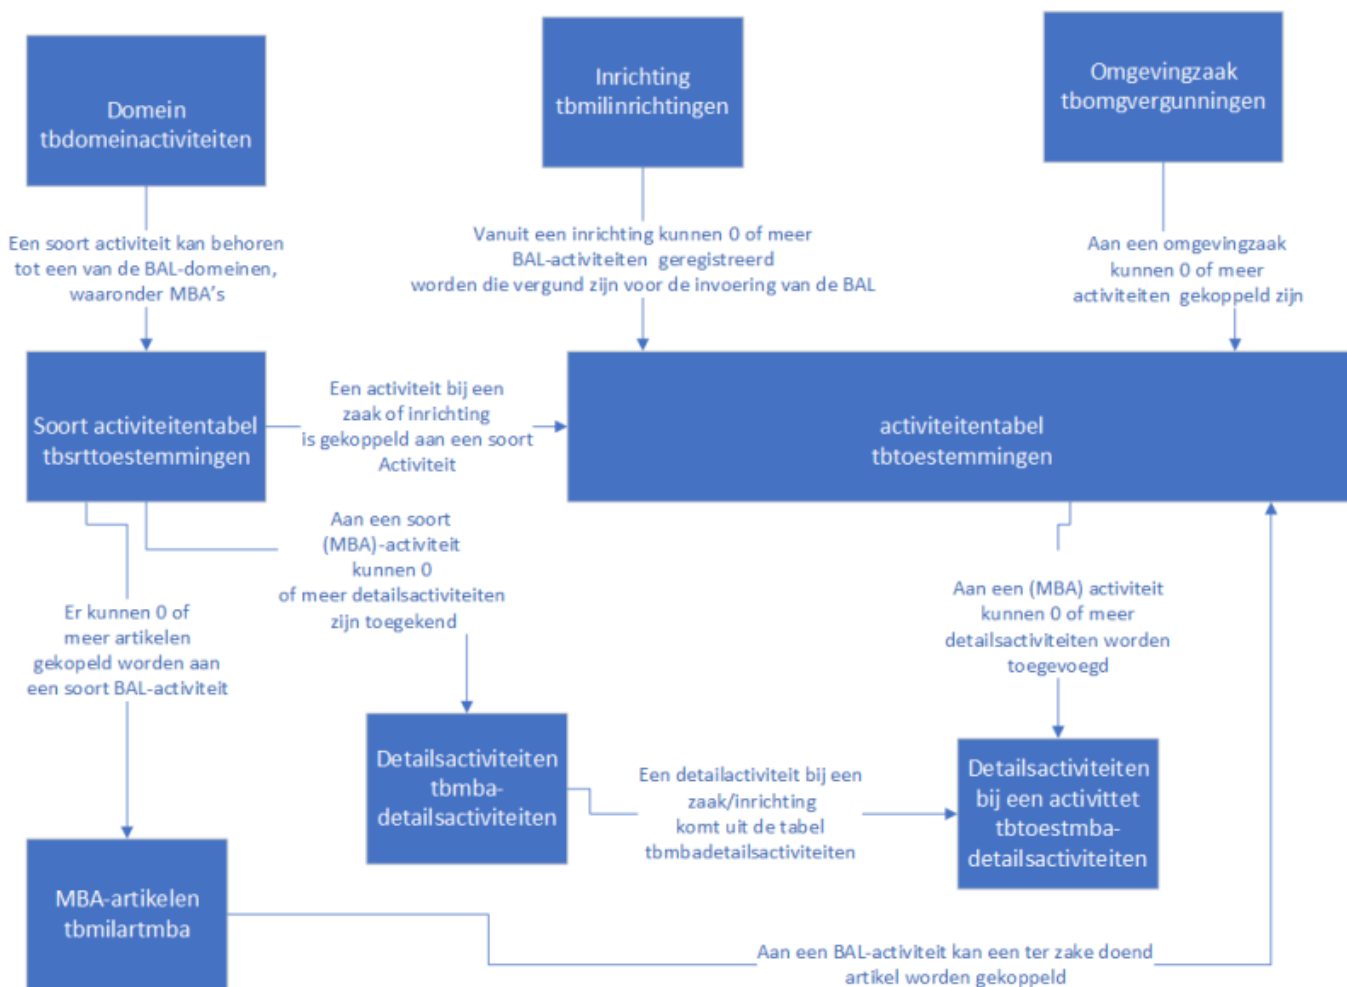 Domein
tbdomeinactiviteiten
Inrichting
tbmilinrichtingen
Omgevingzaak
tbomgvergunningen
Een soort activiteit kan behoren
tot een van de BAL-domeinen,
waaronder MBA's
Vanuit een inrichting kunnen 0 of meer
BAL-activiteiten geregistreerd
worden die vergund zijn voor de invoering van de BAL
Aan een omgevingzaak
kunnen 0 of meer
activiteiten gekoppeld zijn
Soort activiteitentabel
tbsrttoestemmingen
Een activiteit bij een
zaak of inrichting
is gekoppeld aan een soort
Activiteit
activiteitentabel
tbtoestemmingen
Aan een soort
(MBA)-activiteit
kunnen 0
of meer detailsactiviteiten
zijn toegekend
Er kunnen 0 of
meer artikelen
gekopeld worden aan
een soort BAL-activiteit
Aan een (MBA) activiteit
kunnen 0 of meer
detailsactiviteiten worden
toegevoegd
Detailsactiviteiten
tbmba-
detailsactiviteiten
Een detailactiviteit bij een
zaak/inrichting
komt uit de tabel
tbmbadetailsactiviteiten
Detailsactiviteiten
bij een activittet
tbtoestmba-
detailsactiviteiten
MBA-artikelen
tbmilartmba
Aan een BAL-activiteit kan een ter zake doend
artikel worden gekoppeld